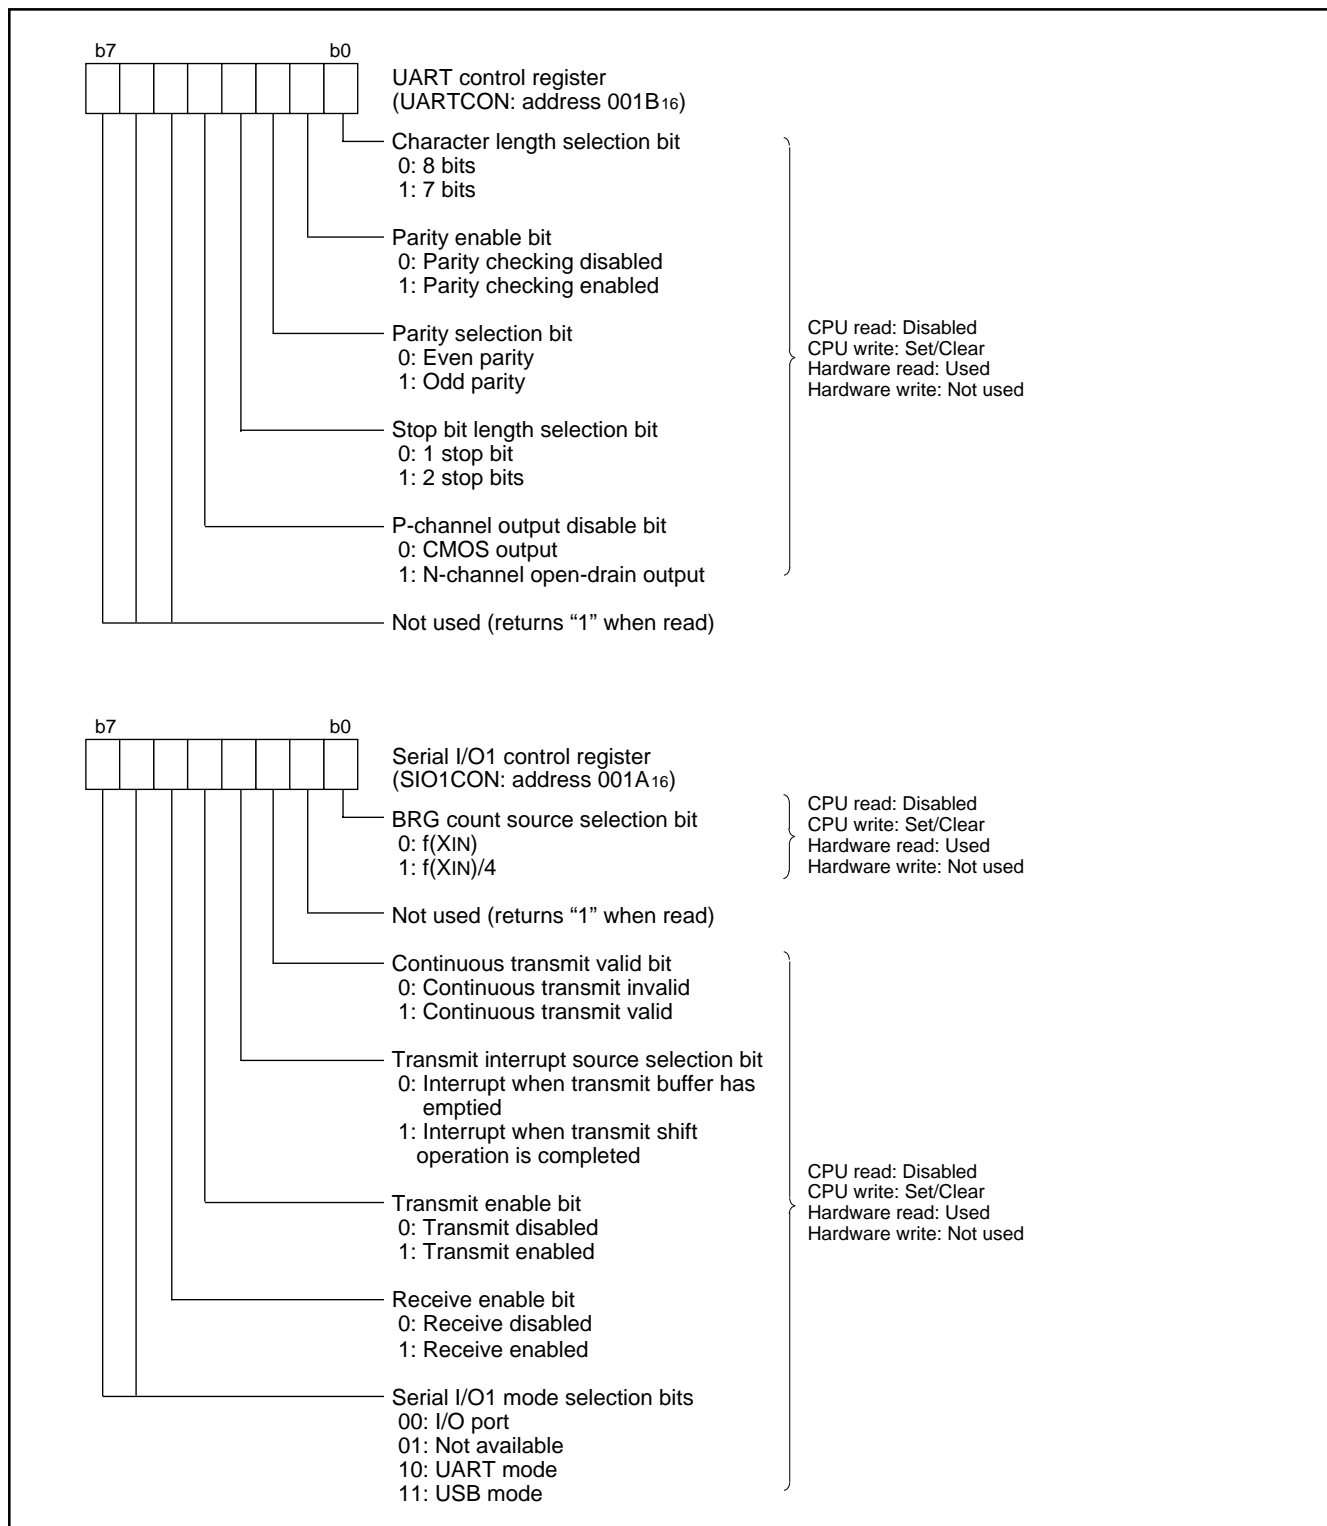 b7 b0
UART control register
(UARTCON: address 001B16)
Character length selection bit
0: 8 bits
1: 7 bits
Parity enable bit
0: Parity checking disabled
1: Parity checking enabled
Parity selection bit
0: Even parity
1: Odd parity
Stop bit length selection bit
0: 1 stop bit
1: 2 stop bits
P-channel output disable bit
0: CMOS output
1: N-channel open-drain output
CPU read: Disabled
CPU write: Set/Clear
Hardware read: Used
Hardware write: Not used
Not used (returns “1” when read)
b7 b0
Serial I/O1 control register
(SIO1CON: address 001A16)
BRG count source selection bit
0: f(XIN)
1: f(XIN)/4
CPU read: Disabled
CPU write: Set/Clear
Hardware read: Used
Hardware write: Not used
Not used (returns “1” when read)
Continuous transmit valid bit
0: Continuous transmit invalid
1: Continuous transmit valid
Transmit interrupt source selection bit
0: Interrupt when transmit buffer has
emptied
1: Interrupt when transmit shift
operation is completed
Transmit enable bit
0: Transmit disabled
1: Transmit enabled
Receive enable bit
0: Receive disabled
1: Receive enabled
Serial I/O1 mode selection bits
00: I/O port
01: Not available
10: UART mode
11: USB mode
CPU read: Disabled
CPU write: Set/Clear
Hardware read: Used
Hardware write: Not used